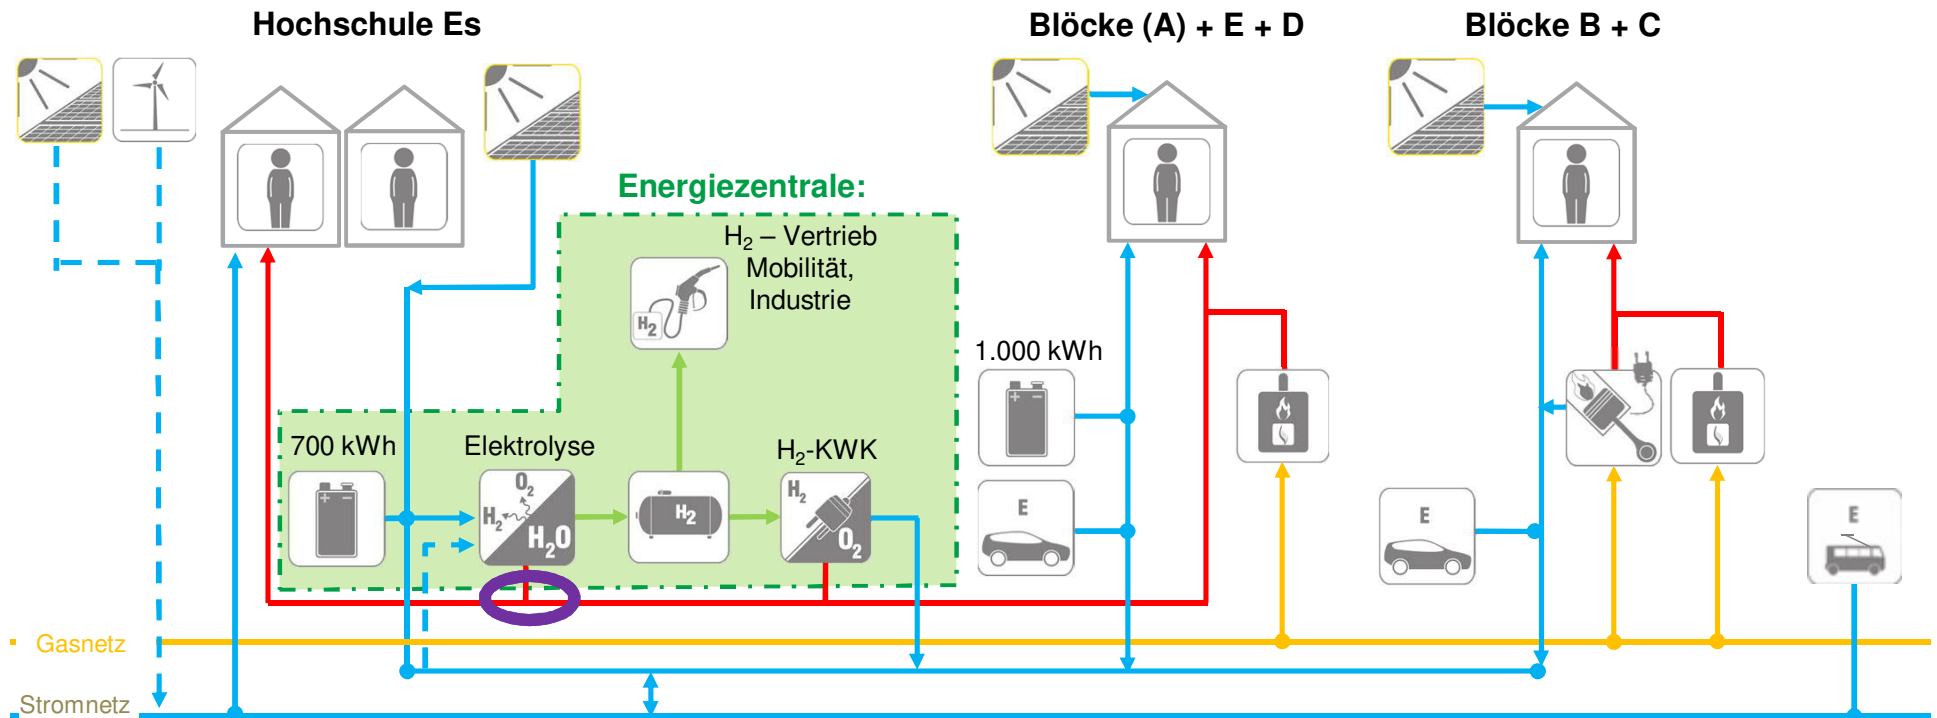 Hochschule Es
Blöcke (A) + E + D
Blöcke B + C
Energiezentrale:
H₂ – Vertrieb
Mobilität,
Industrie
H₂
1.000 kWh
700 kWh
Elektrolyse
H₂-KWK
O₂
H₂
H₂O
H₂
H₂
O₂
E
E
E
Gasnetz
Stromnetz